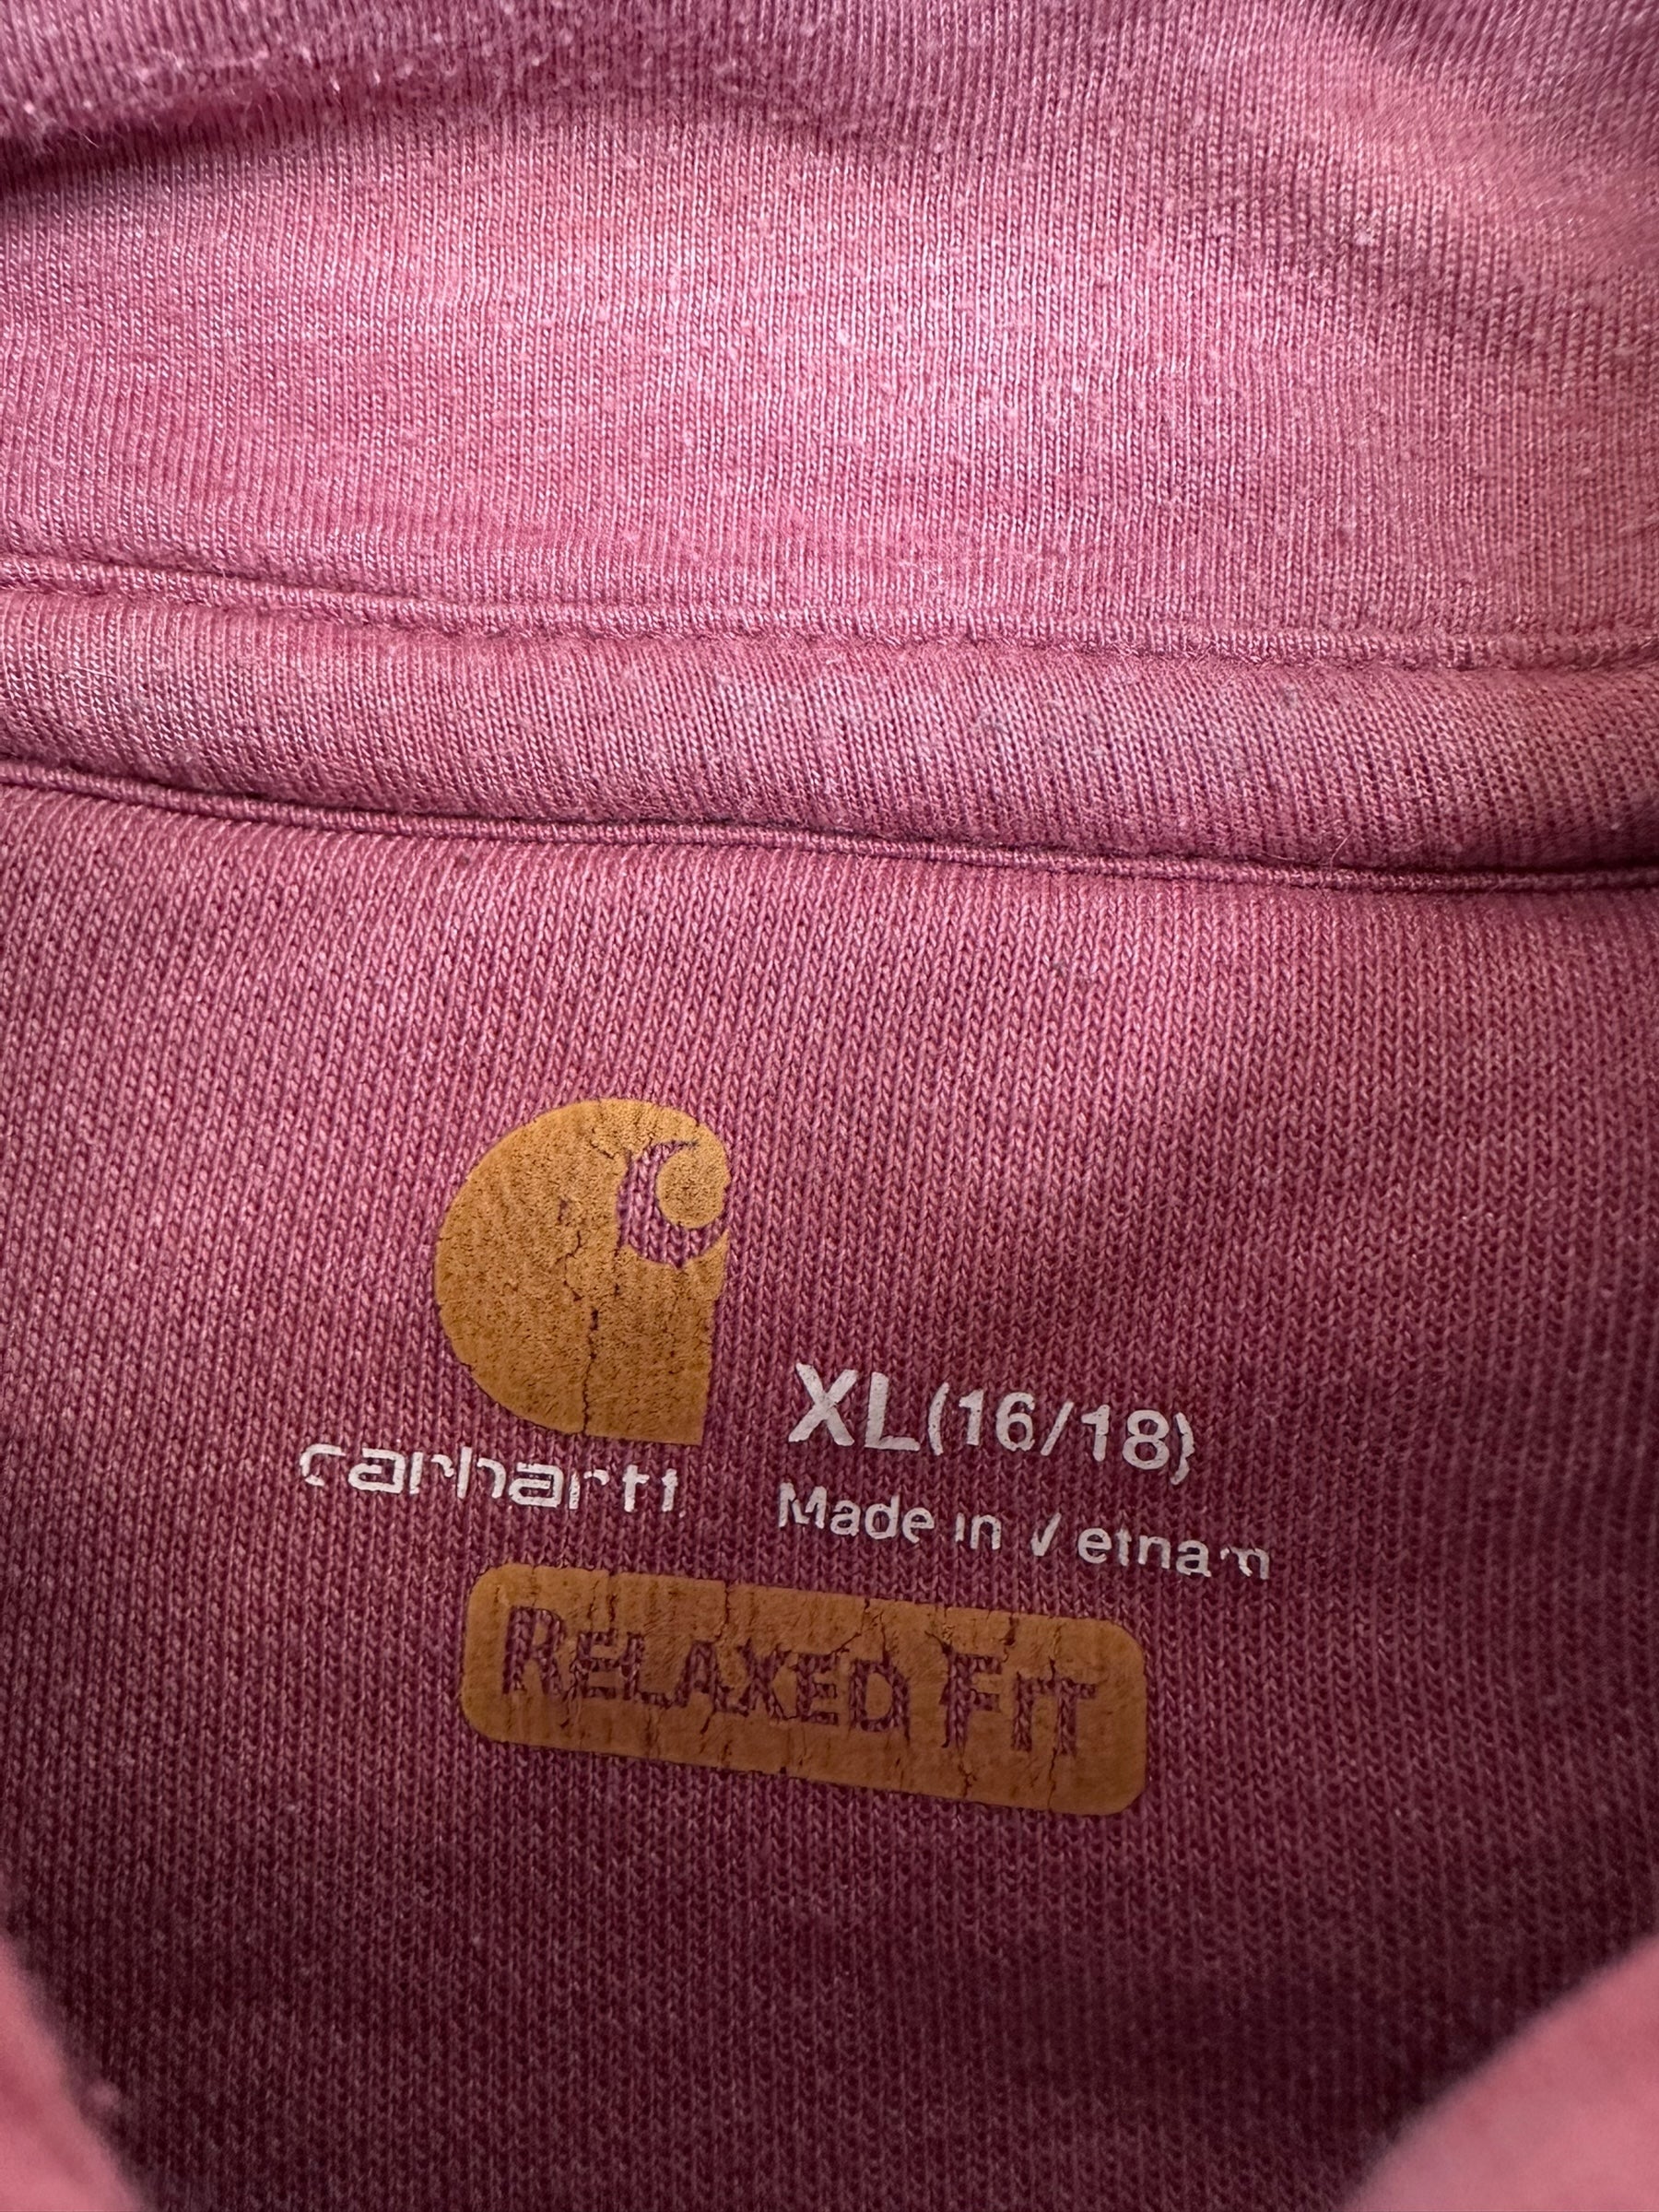 carhartt
XL(16/18)
Made in Vietnam
RELAXED FIT